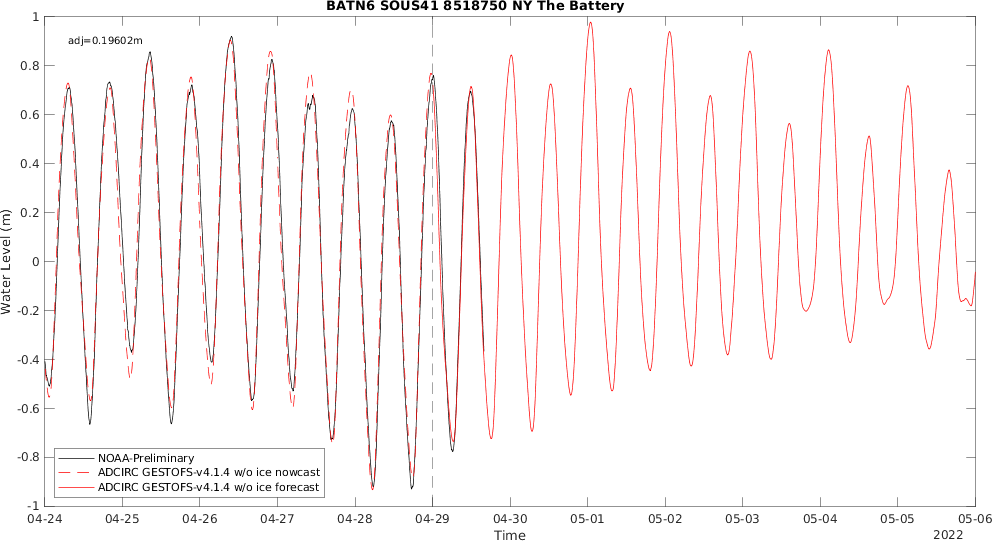 BATN6 SOUS41 8518750 NY The Battery
adj=0.19602m
Water Level (m)
1
0.8
0.6
0.4
0.2
0
-0.2
-0.4
-0.6
-0.8
-1
NOAA-Preliminary
ADCIRC GESTOFS-v4.1.4 w/o ice nowcast
ADCIRC GESTOFS-v4.1.4 w/o ice forecast
04-24 04-25 04-26 04-27 04-28 04-29 04-30 05-01 05-02 05-03 05-04 05-05 05-06
Time
2022